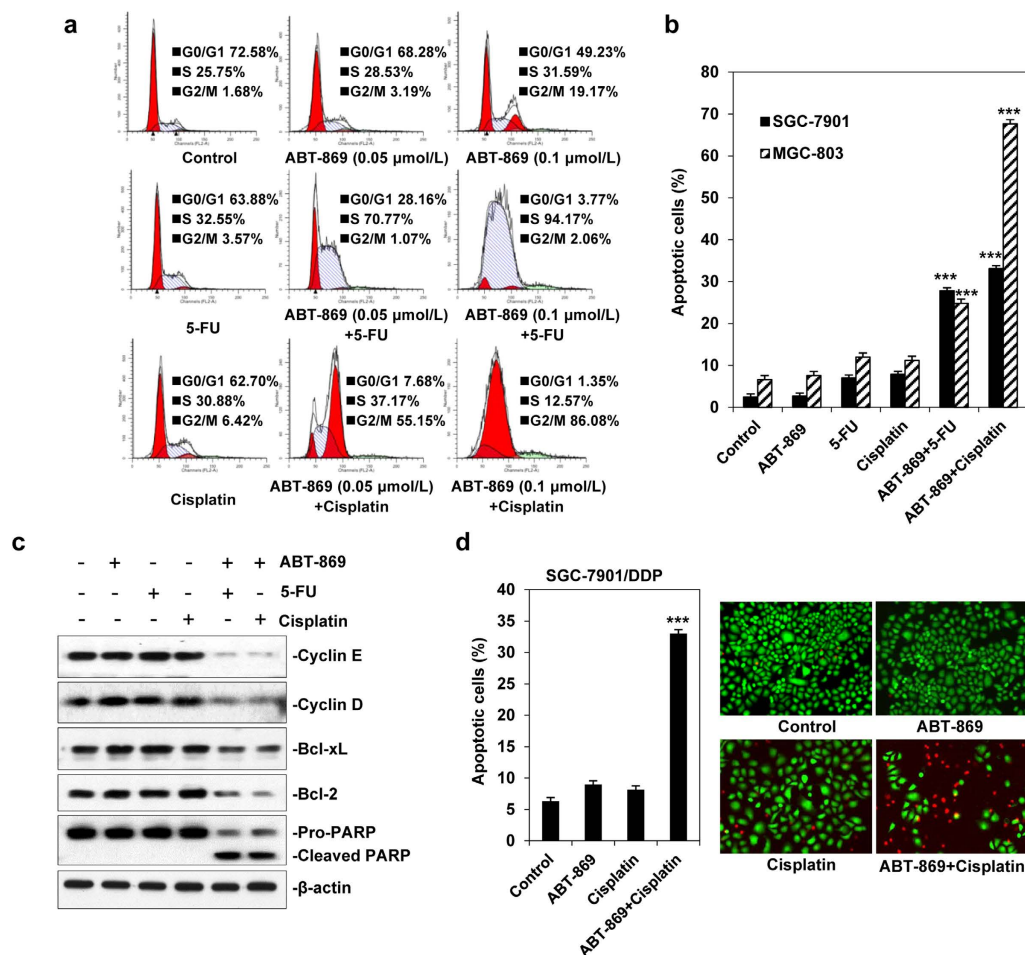 a
■G0/G1 72.58%
■S 25.75%
■G2/M 1.68%
Control
■G0/G1 68.28%
■S 28.53%
■G2/M 3.19%
ABT-869 (0.05 μmol/L)
■G0/G1 49.23%
■S 31.59%
■G2/M 19.17%
ABT-869 (0.1 μmol/L)
■G0/G1 63.88%
■S 32.55%
■G2/M 3.57%
5-FU
■G0/G1 28.16%
■S 70.77%
■G2/M 1.07%
ABT-869 (0.05 μmol/L)
+5-FU
■G0/G1 3.77%
■S 94.17%
■G2/M 2.06%
ABT-869 (0.1 μmol/L)
+5-FU
■G0/G1 62.70%
■S 30.88%
■G2/M 6.42%
Cisplatin
■G0/G1 7.68%
■S 37.17%
■G2/M 55.15%
ABT-869 (0.05 μmol/L)
+Cisplatin
■G0/G1 1.35%
■S 12.57%
■G2/M 86.08%
ABT-869 (0.1 μmol/L)
+Cisplatin
b
Apoptotic cells (%)
80
70
60
50
40
30
20
10
0
■SGC-7901
MGC-803
***
***
***
***
Control
ABT-869
5-FU
Cisplatin
ABT-869+5-FU
ABT-869+Cisplatin
c
- + - - + + ABT-869
- - + - + - 5-FU
- - - + - + Cisplatin
-Cyclin E
-Cyclin D
-Bcl-xL
-Bcl-2
-Pro-PARP
-Cleaved PARP
-β-actin
d
SGC-7901/DDP
Apoptotic cells (%)
40
35
30
25
20
15
10
5
0
***
Control
ABT-869
Cisplatin
ABT-869+Cisplatin
Control
ABT-869
Cisplatin
ABT-869+Cisplatin